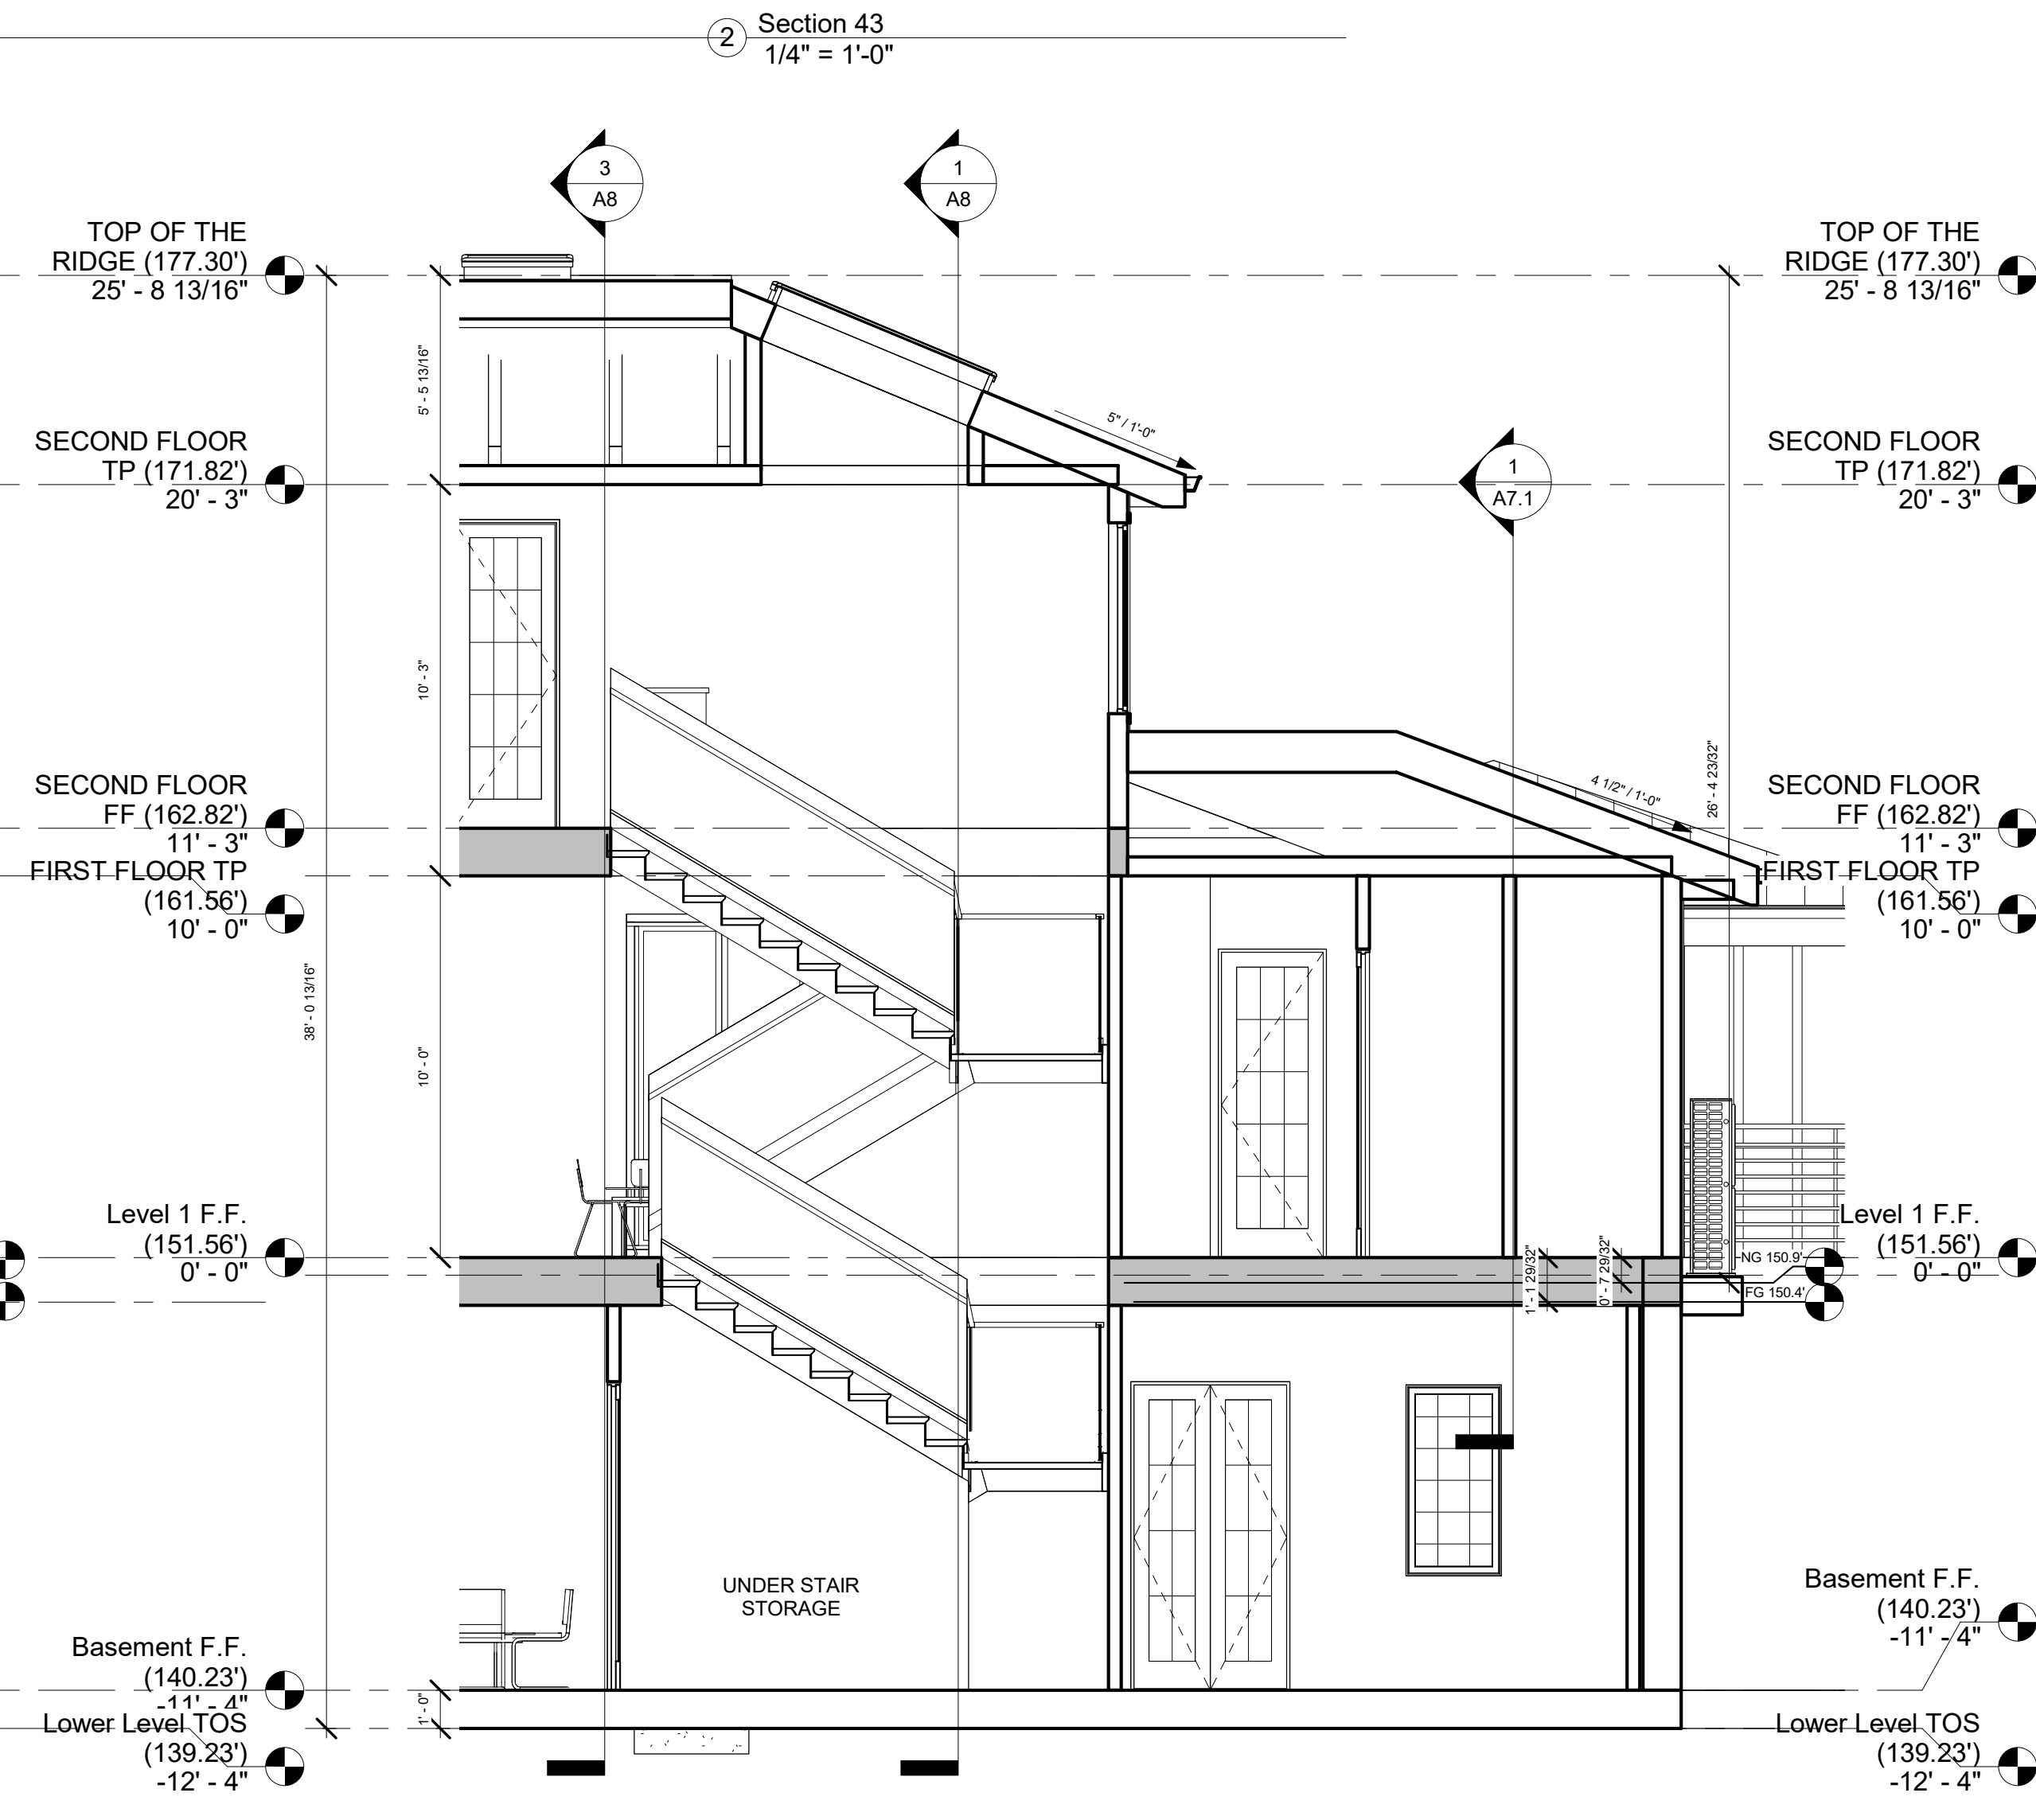 2
Section 43
1/4" = 1'-0"
3
A8
1
A8
TOP OF THE
RIDGE (177.30')
25' - 8 13/16"
TOP OF THE
RIDGE (177.30')
25' - 8 13/16"
5' - 5 13/16"
5" / 1'-0"
SECOND FLOOR
TP (171.82')
20' - 3"
1
A7.1
SECOND FLOOR
TP (171.82')
20' - 3"
10' - 3"
26' - 4 23/32"
4 1/2" / 1'-0"
SECOND FLOOR
FF (162.82')
11' - 3"
SECOND FLOOR
FF (162.82')
11' - 3"
FIRST FLOOR TP
(161.56')
10' - 0"
FIRST FLOOR TP
(161.56')
10' - 0"
38' - 0 13/16"
10' - 0"
Level 1 F.F.
(151.56')
0' - 0"
1' - 1 29/32"
0' - 7 29/32"
NG 150.9'
FG 150.4'
Level 1 F.F.
(151.56')
0' - 0"
UNDER STAIR
STORAGE
Basement F.F.
(140.23')
-11' - 4"
Basement F.F.
(140.23')
-11' - 4"
1' - 0"
Lower Level TOS
(139.23')
-12' - 4"
Lower Level TOS
(139.23')
-12' - 4"